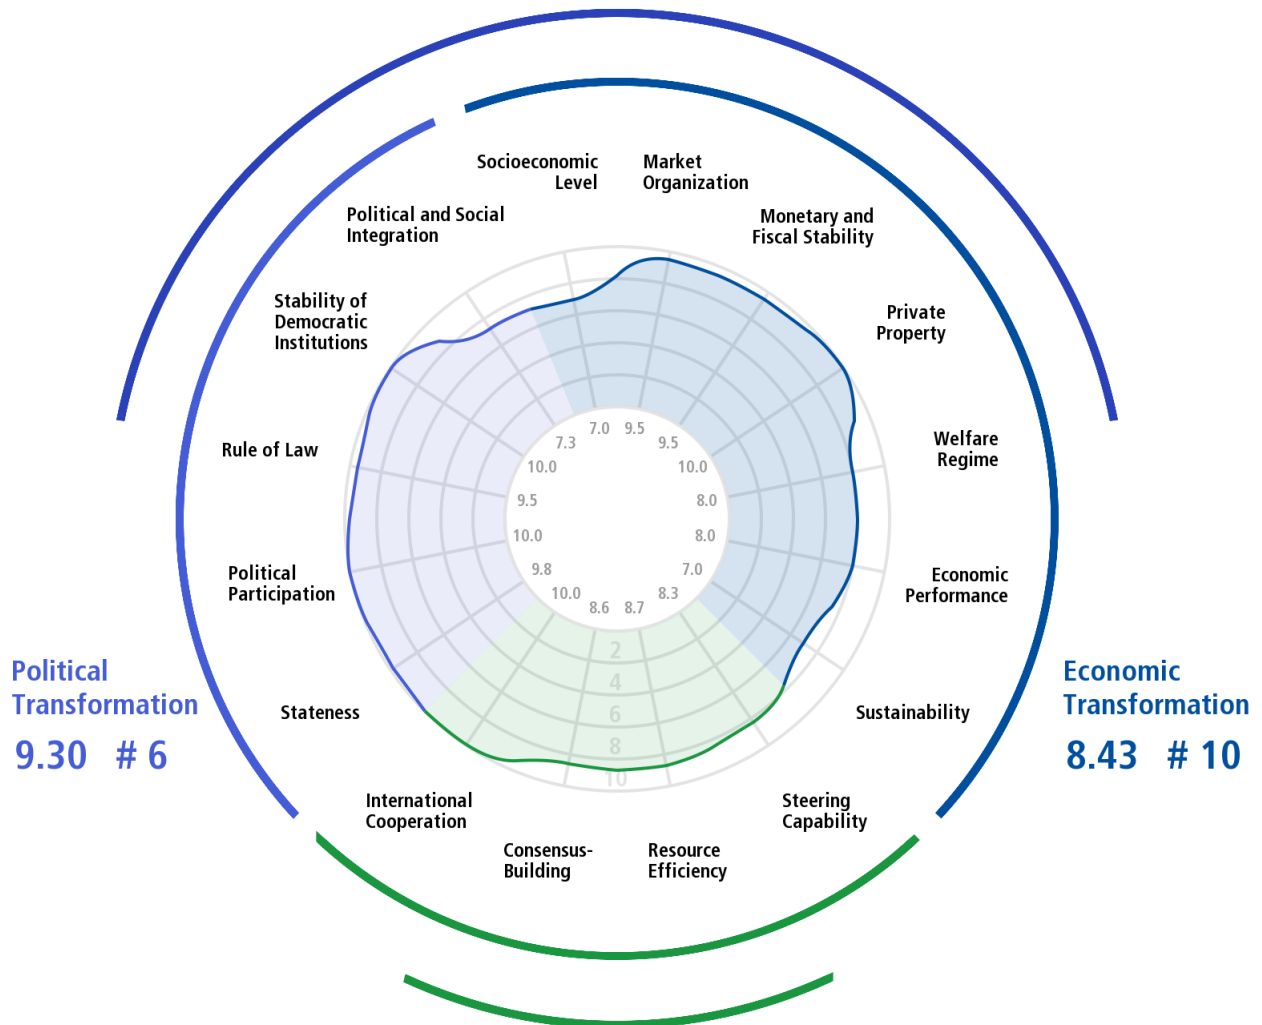 Socioeconomic
Level
Market
Organization
Political and Social
Integration
Monetary and
Fiscal Stability
Stability of
Democratic
Institutions
Private
Property
Rule of Law
Welfare
Regime
Political
Participation
Economic
Performance
Stateness
Sustainability
International
Cooperation
Steering
Capability
Consensus-
Building
Resource
Efficiency
7.0
9.5
7.3
9.5
10.0
10.0
9.5
8.0
10.0
8.0
9.8
7.0
10.0
8.3
8.6
8.7
2
4
6
8
10
Political
Transformation
9.30 # 6
Economic
Transformation
8.43 # 10